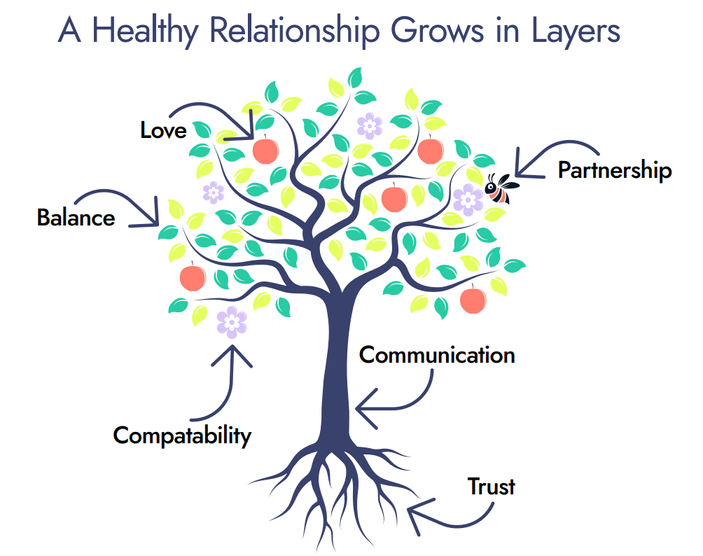 A Healthy Relationship Grows in Layers
Love
Partnership
Balance
Communication
Compatability
Trust